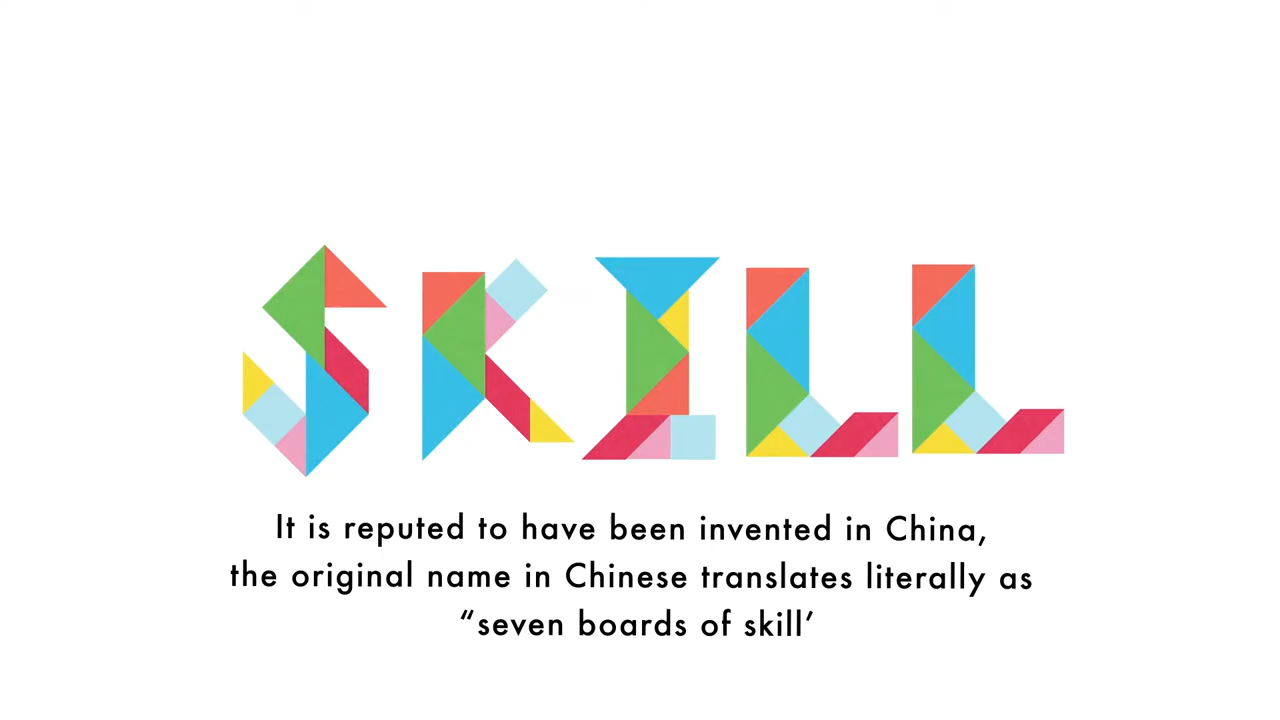 SKILL
It is reputed to have been invented in China,
the original name in Chinese translates literally as
“seven boards of skill’